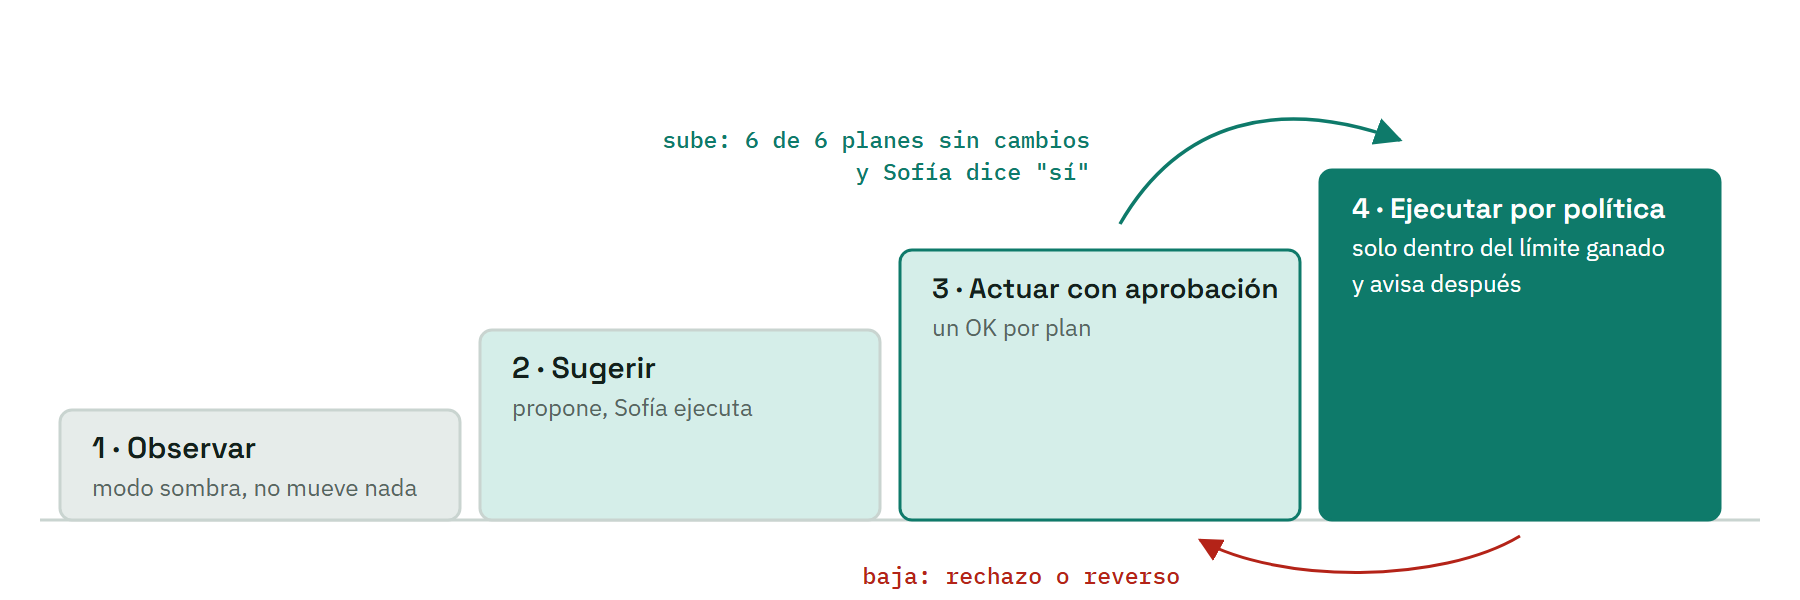 sube: 6 de 6 planes sin cambios
y Sofía dice "sí"
4 · Ejecutar por política
solo dentro del límite ganado
y avisa después
3 · Actuar con aprobación
un OK por plan
2 · Sugerir
propone, Sofía ejecuta
1 · Observar
modo sombra, no mueve nada
baja: rechazo o reverso